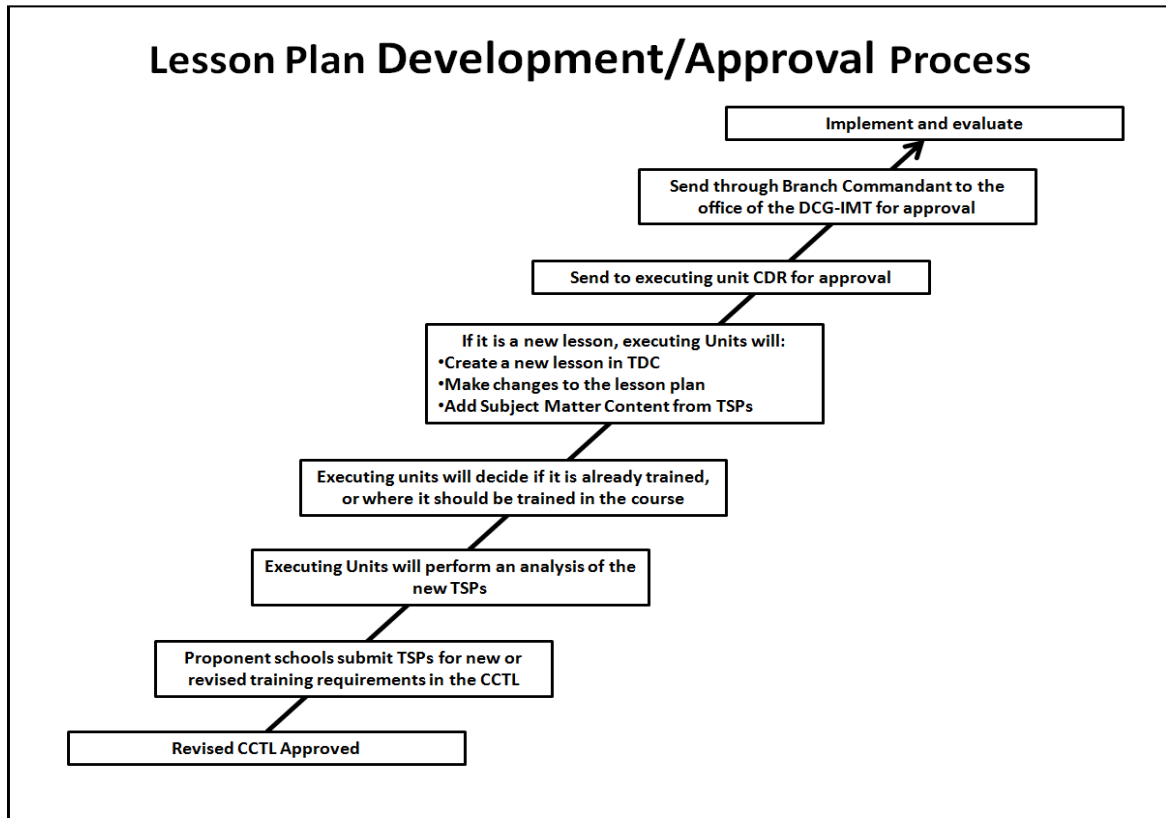 Lesson Plan Development/Approval Process
Implement and evaluate
Send through Branch Commandant to the
office of the DCG-IMT for approval
Send to executing unit CDR for approval
If it is a new lesson, executing Units will:
•Create a new lesson in TDC
•Make changes to the lesson plan
•Add Subject Matter Content from TSPs
Executing units will decide if it is already trained,
or where it should be trained in the course
Executing Units will perform an analysis of the
new TSPs
Proponent schools submit TSPs for new or
revised training requirements in the CCTL
Revised CCTL Approved